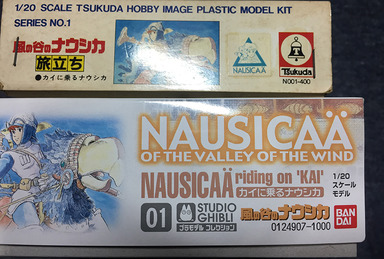 1/20 SCALE TSUKUDA HOBBY IMAGE PLASTIC MODEL KIT
SERIES NO.1
風の谷のナウシカ
旅立ち
●カイに乗るナウシカ
NAUSICAÄ
Tsukuda
N001-400
NAUSICAÄ
OF THE VALLEY OF THE WIND
NAUSICAÄ riding on 'KAI'
カイに乗るナウシカ
1/20
スケール
モデル
01
STUDIO
GHIBLI
プラモデル コレクション
風の谷のナウシカ
0124907-1000
BAN
DAI